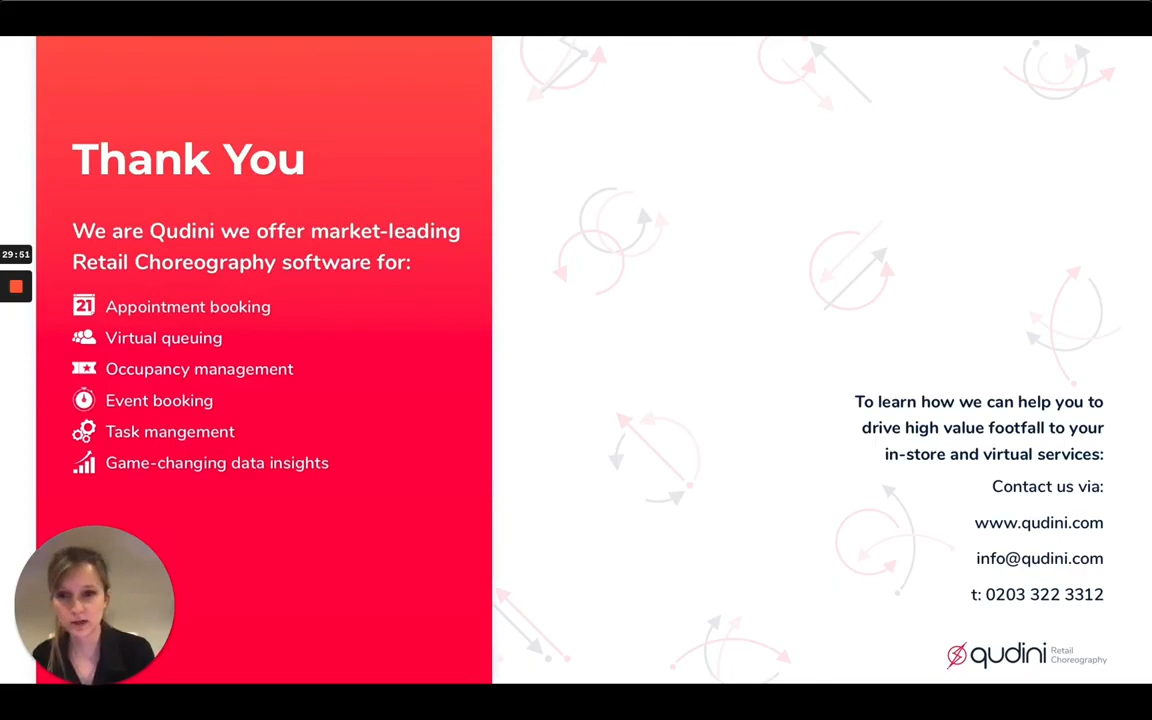 Thank You
We are Qudini we offer market-leading
Retail Choreography software for:
21 Appointment booking
Virtual queuing
Occupancy management
Event booking
Task mangement
Game-changing data insights
29:51
To learn how we can help you to
drive high value footfall to your
in-store and virtual services:
Contact us via:
www.qudini.com
info@qudini.com
t: 0203 322 3312
qudini Retail
Choreography